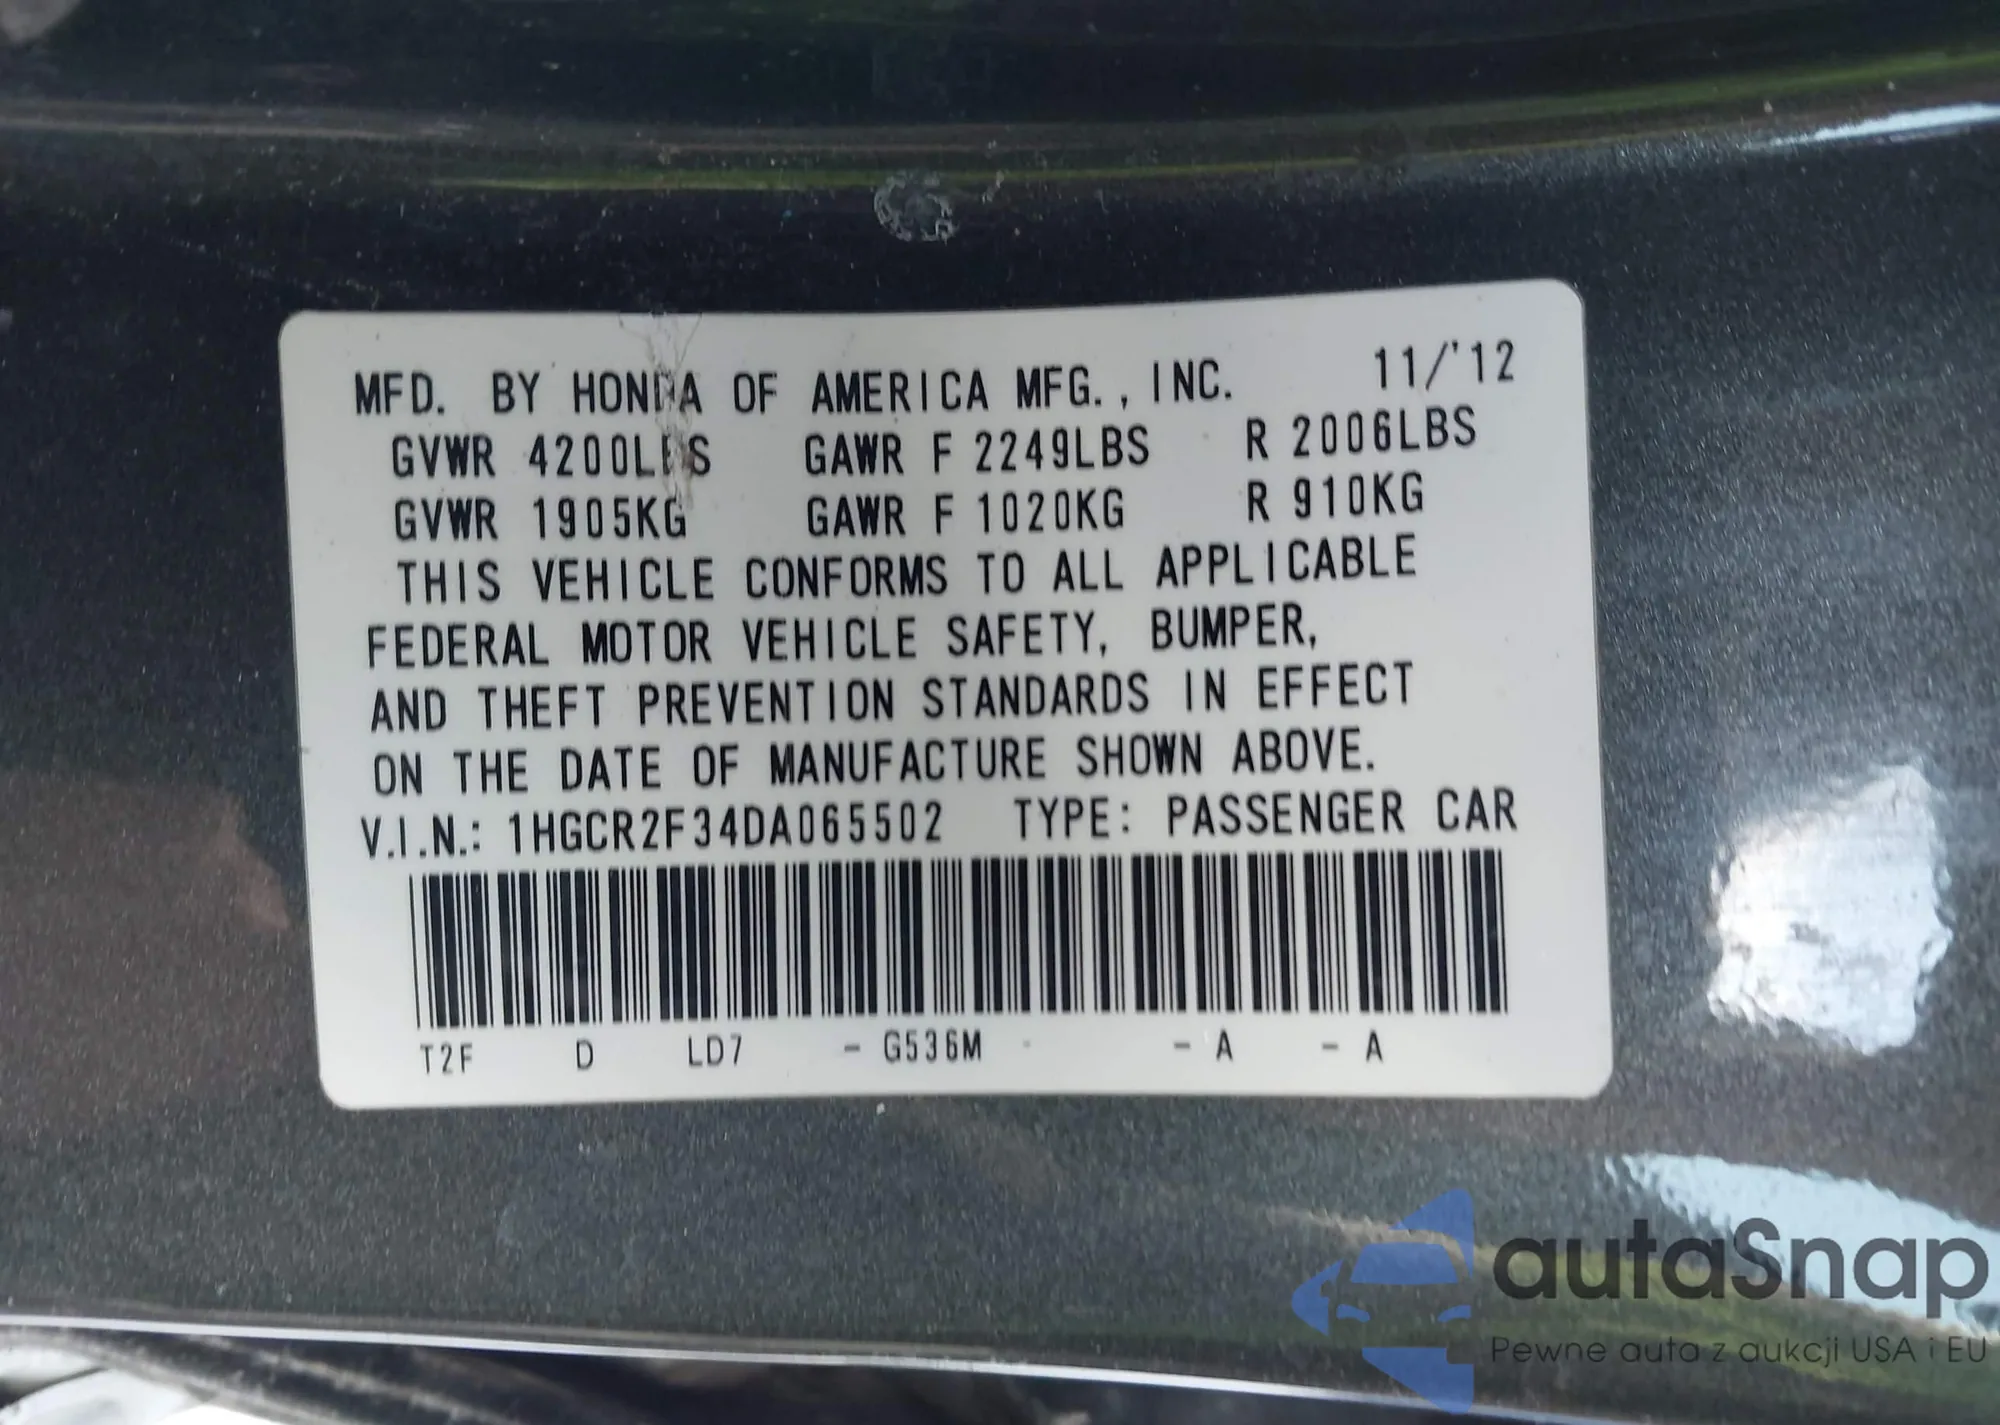 MFD. BY HONDA OF AMERICA MFG., INC. 11/'12
GVWR 4200LBS GAWR F 2249LBS R 2006LBS
GVWR 1905KG GAWR F 1020KG R 910KG
THIS VEHICLE CONFORMS TO ALL APPLICABLE
FEDERAL MOTOR VEHICLE SAFETY, BUMPER,
AND THEFT PREVENTION STANDARDS IN EFFECT
ON THE DATE OF MANUFACTURE SHOWN ABOVE.
V.I.N.: 1HGCR2F34DA065502 TYPE: PASSENGER CAR
T2F D LD7 - G536M - A - A
autaSnap
Pewne auta z aukcji USA i EU